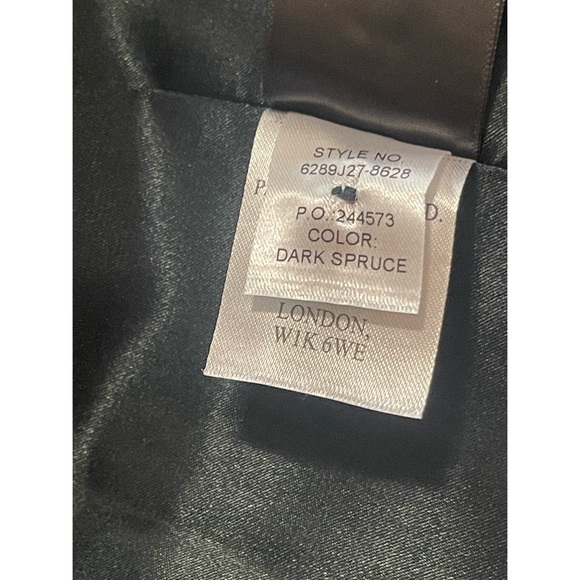 STYLE NO.
6289J27-8628
P. D.
P.O.:244573
COLOR:
DARK SPRUCE
LONDON,
W1K 6WE